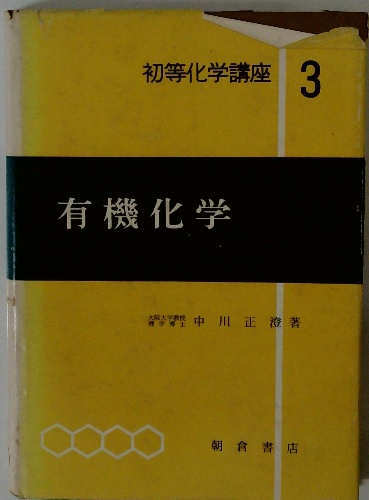 初等化学講座 3
有機化学
大阪大学教授
理学博士 中川正澄著
朝倉書店